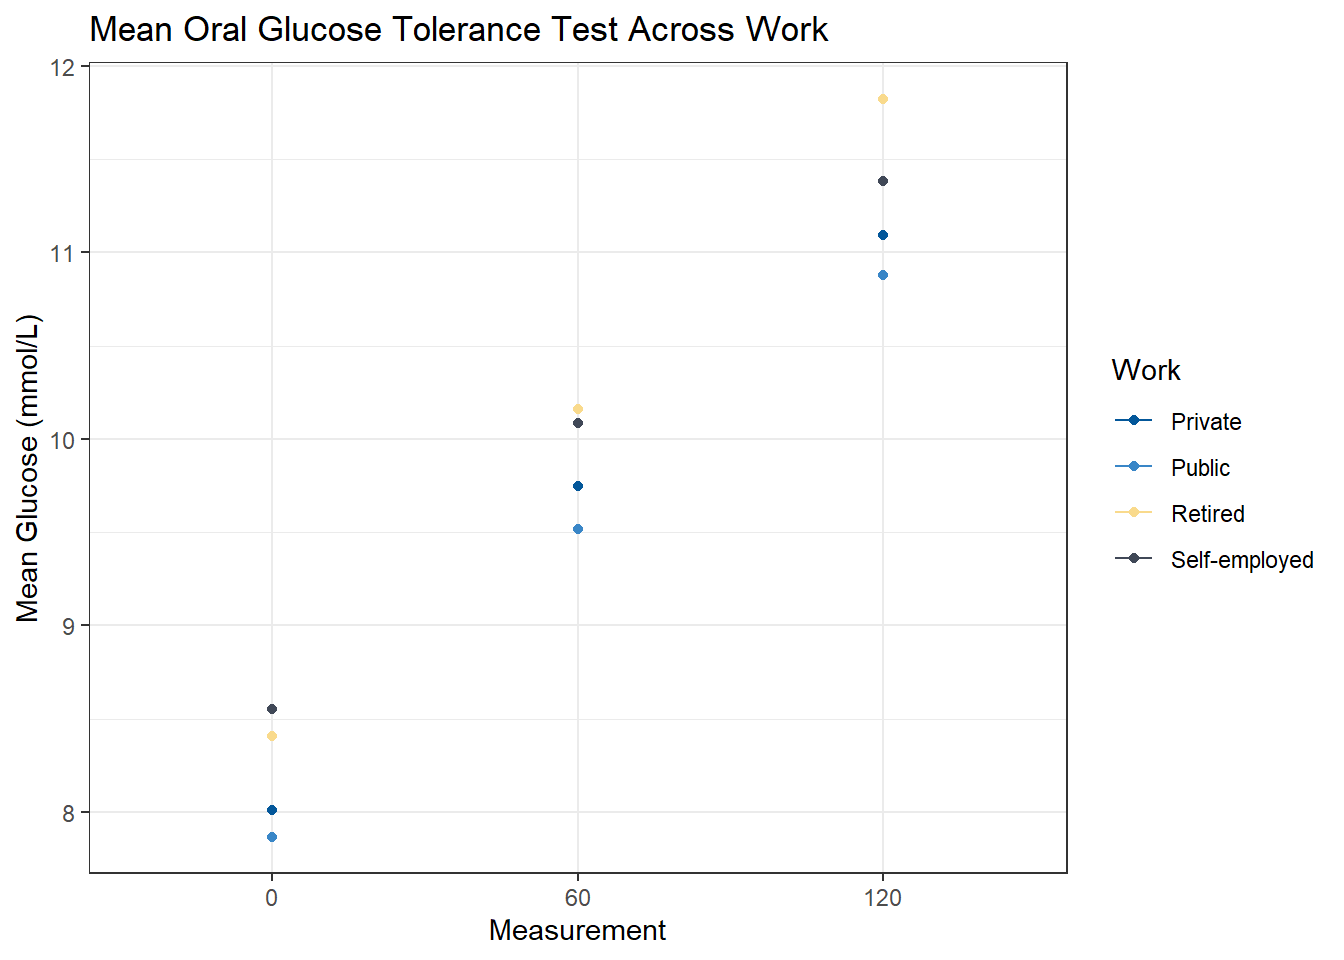 Mean Oral Glucose Tolerance Test Across Work
12
11
10
9
8
Mean Glucose (mmol/L)
0 60 120
Measurement
Work
Private
Public
Retired
Self-employed